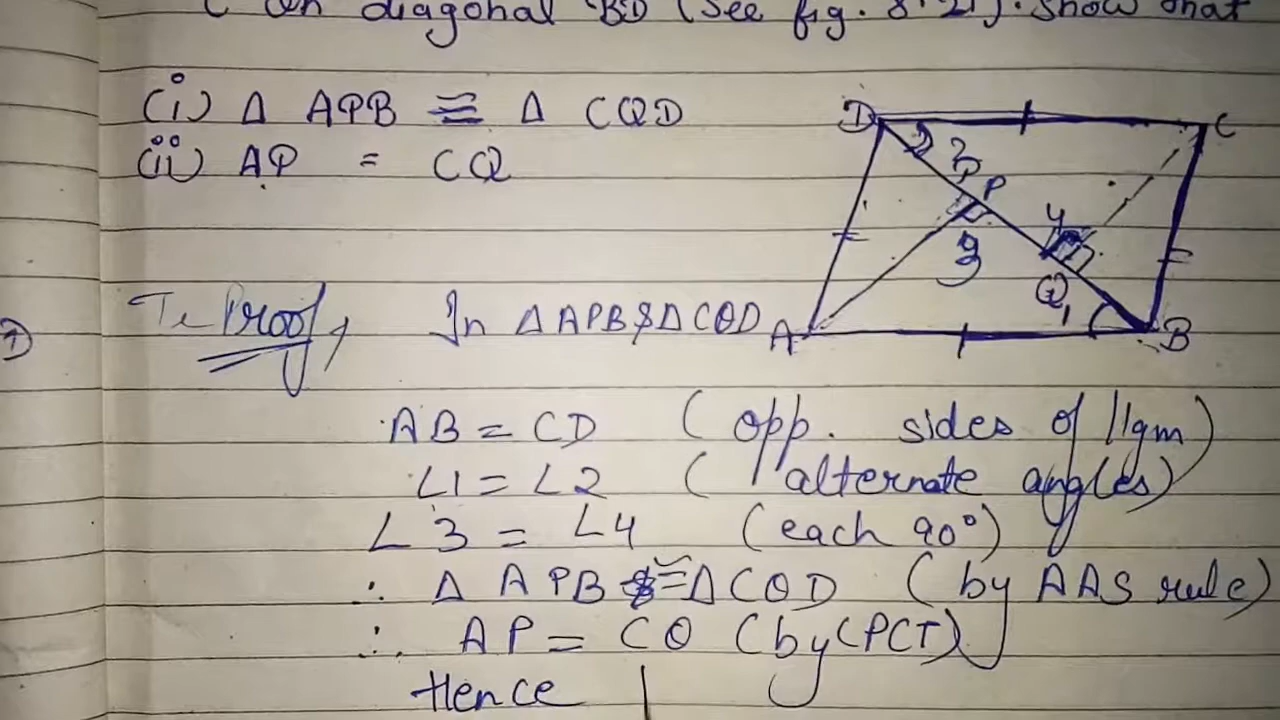 C on diagonal BD (See fig. 8.21). Show that
(i) Δ APB ≅ Δ CQD
(ii) AP = CQ
D
C
2
P
4
3
Q
1
A
B
Proof, In Δ APB & Δ CQD
AB = CD (opp. sides of ||gm)
∠1 = ∠2 (alternate angles)
∠3 = ∠4 (each 90°)
∴ Δ APB ≅ Δ CQD (by AAS rule)
∴ AP = CQ (by CPCT)
Hence